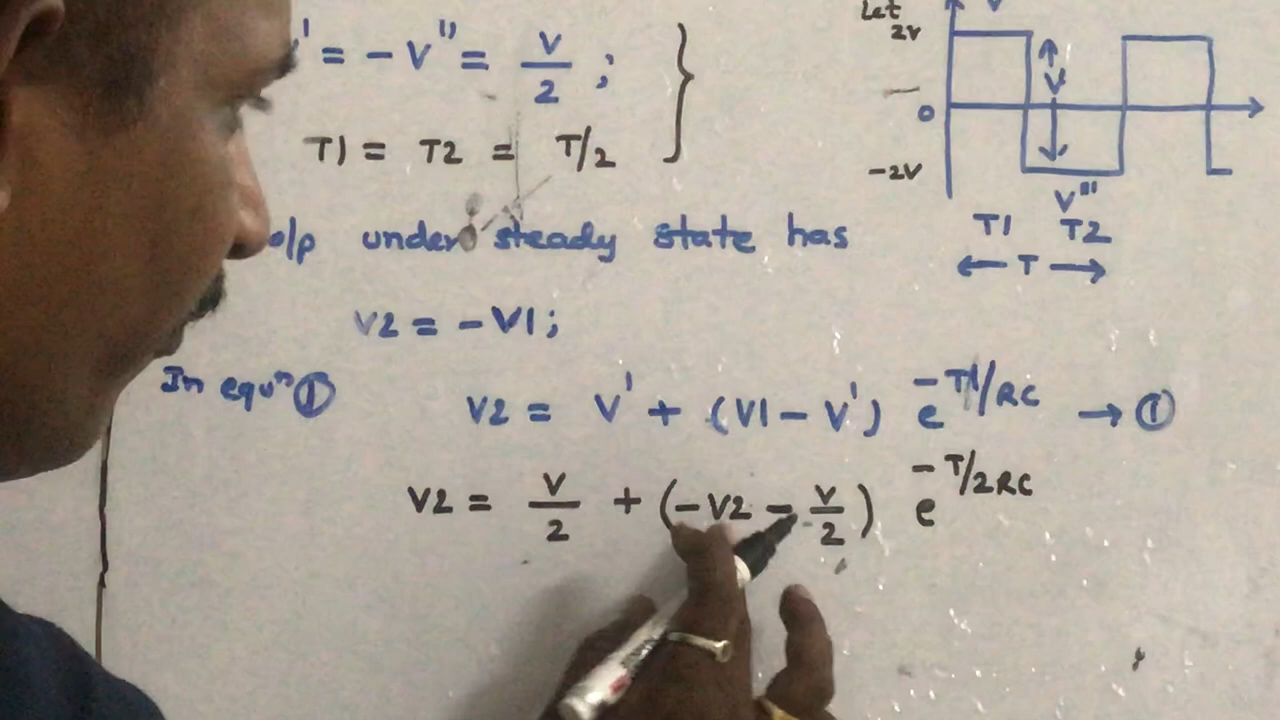 ' = - V" = V/2 ;
T1 = T2 = T/2
o/p under steady state has
V2 = - V1;
In equⁿ ①
V2 = V' + (V1 - V') e^-T1/RC → ①
V2 = V/2 + (-V2 - V/2) e^-T/2RC
Let
2V
V
0
-2V
V"'
T1 T2
← T →